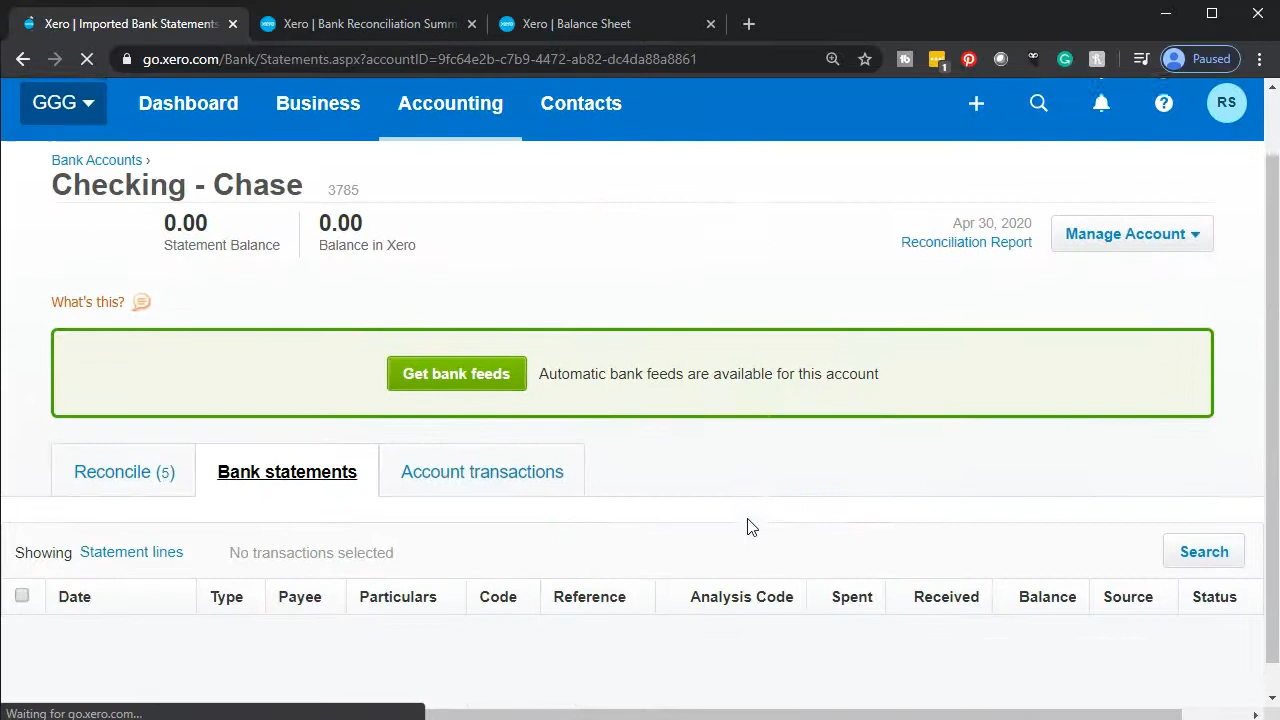 Xero | Imported Bank Statements
Xero | Bank Reconciliation Summ
Xero | Balance Sheet
go.xero.com/Bank/Statements.aspx?accountID=9fc64e2b-c7b9-4472-ab82-dc4da88a8861
1
Paused
GGG
Dashboard
Business
Accounting
Contacts
RS
Bank Accounts ›
Checking - Chase 3785
0.00
Statement Balance
0.00
Balance in Xero
Apr 30, 2020
Reconciliation Report
Manage Account
What's this?
Get bank feeds
Automatic bank feeds are available for this account
Reconcile (5)
Bank statements
Account transactions
Showing Statement lines No transactions selected
Search
Date Type Payee Particulars Code Reference Analysis Code Spent Received Balance Source Status
Waiting for go.xero.com...